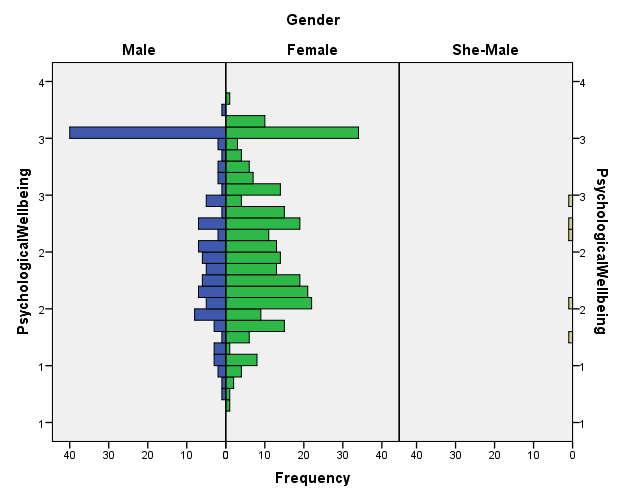 Gender
Male Female She-Male
PsychologicalWellbeing
4 4
3 3
3 3
2 2
2 2
1 1
1 1
PsychologicalWellbeing
40 30 20 10 0 10 20 30 40 40 30 20 10 0
Frequency